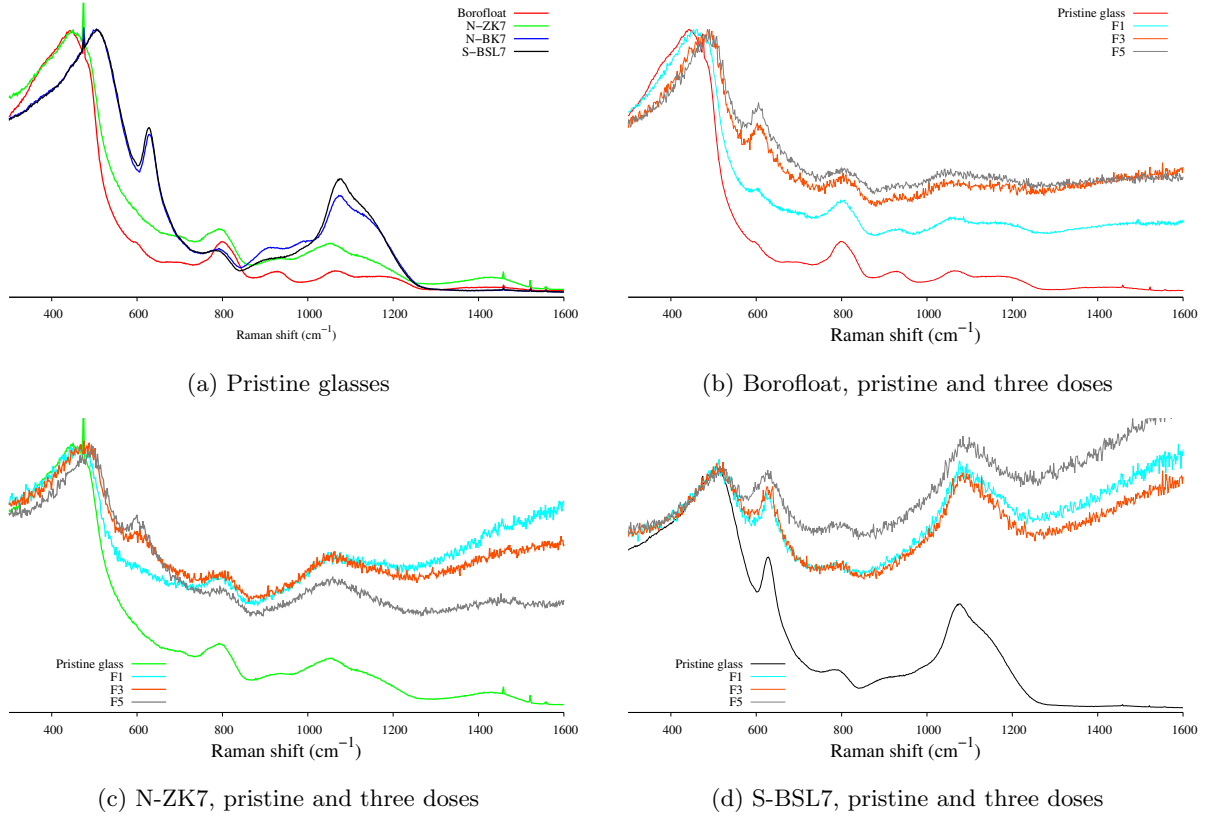 Borofloat
N−ZK7
N−BK7
S−BSL7
400 600 800 1000 1200 1400 1600
Raman shift (cm−1)
(a) Pristine glasses
Pristine glass
F1
F3
F5
400 600 800 1000 1200 1400 1600
Raman shift (cm−1)
(b) Borofloat, pristine and three doses
Pristine glass
F1
F3
F5
400 600 800 1000 1200 1400 1600
Raman shift (cm−1)
(c) N-ZK7, pristine and three doses
Pristine glass
F1
F3
F5
400 600 800 1000 1200 1400 1600
Raman shift (cm−1)
(d) S-BSL7, pristine and three doses